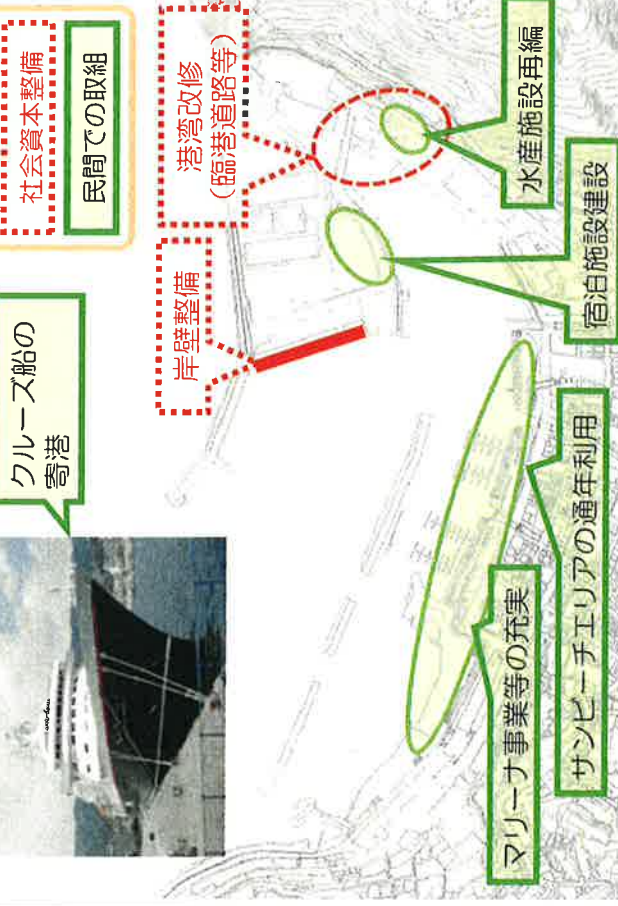 社会資本整備
民間での取組
クルーズ船の
寄港
港湾改修
(臨港道路等)
岸壁整備
水産施設再編
宿泊施設建設
マリーナ事業等の充実
サンビーチエリアの通年利用